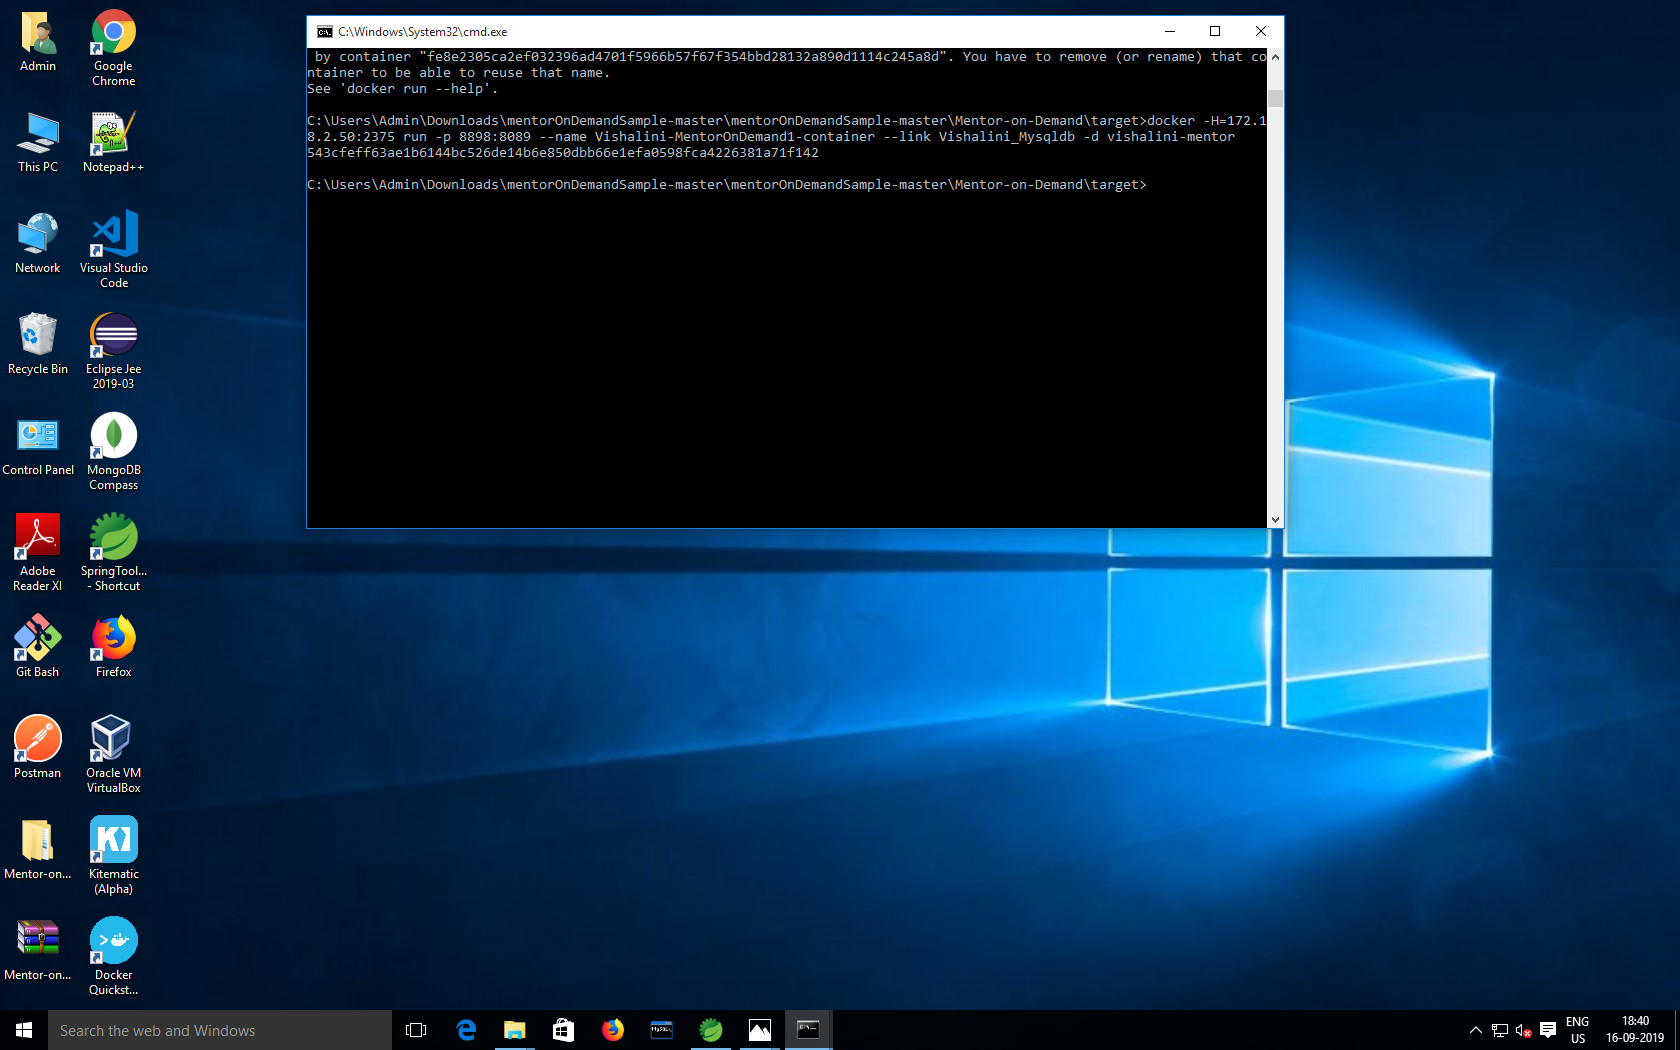 C:\Windows\System32\cmd.exe
by container "fe8e2305ca2ef032396ad4701f5966b57f67f354bbd28132a890d1114c245a8d". You have to remove (or rename) that co
ntainer to be able to reuse that name.
See 'docker run --help'.
C:\Users\Admin\Downloads\mentorOnDemandSample-master\mentorOnDemandSample-master\Mentor-on-Demand\target>docker -H=172.1
8.2.50:2375 run -p 8898:8089 --name Vishalini-MentorOnDemand1-container --link Vishalini_Mysqldb -d vishalini-mentor
543cfeff63ae1b6144bc526de14b6e850dbb66e1efa0598fca4226381a71f142
C:\Users\Admin\Downloads\mentorOnDemandSample-master\mentorOnDemandSample-master\Mentor-on-Demand\target>
Admin
Google
Chrome
This PC
Notepad++
Network
Visual Studio
Code
Recycle Bin
Eclipse Jee
2019-03
Control Panel
MongoDB
Compass
Adobe
Reader XI
SpringTool...
- Shortcut
Git Bash
Firefox
Postman
Oracle VM
VirtualBox
Mentor-on...
Kitematic
(Alpha)
Mentor-on...
Docker
Quickst...
Search the web and Windows
ENG
US
18:40
16-09-2019